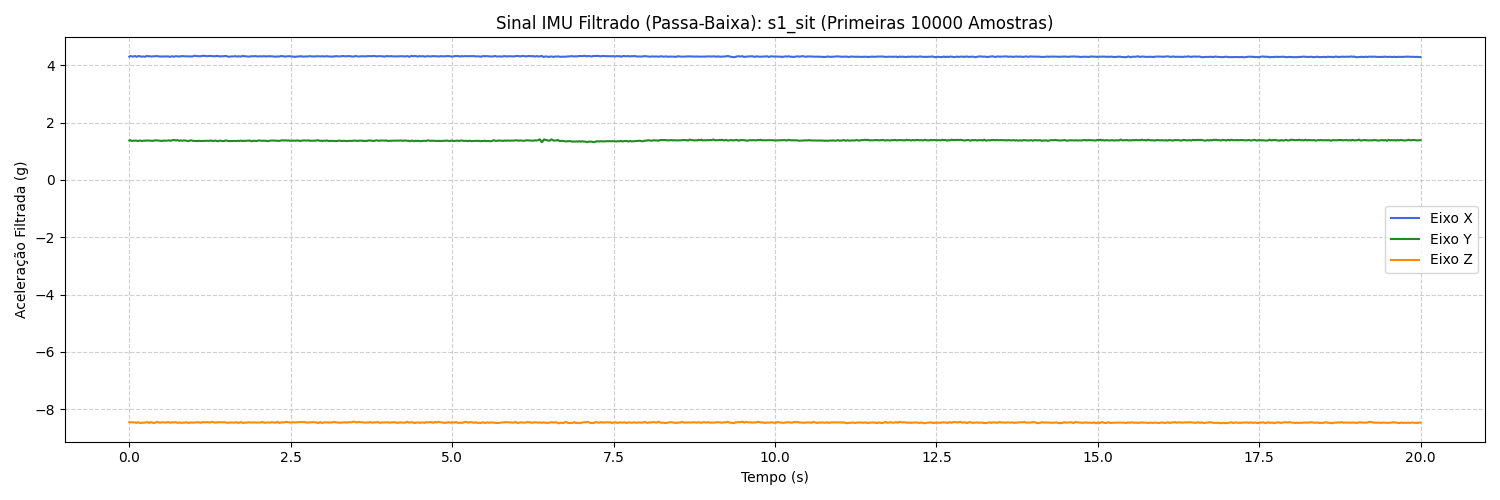 Sinal IMU Filtrado (Passa-Baixa): s1_sit (Primeiras 10000 Amostras)
Aceleração Filtrada (g)
4
2
0
−2
−4
−6
−8
Eixo X
Eixo Y
Eixo Z
0.0 2.5 5.0 7.5 10.0 12.5 15.0 17.5 20.0
Tempo (s)